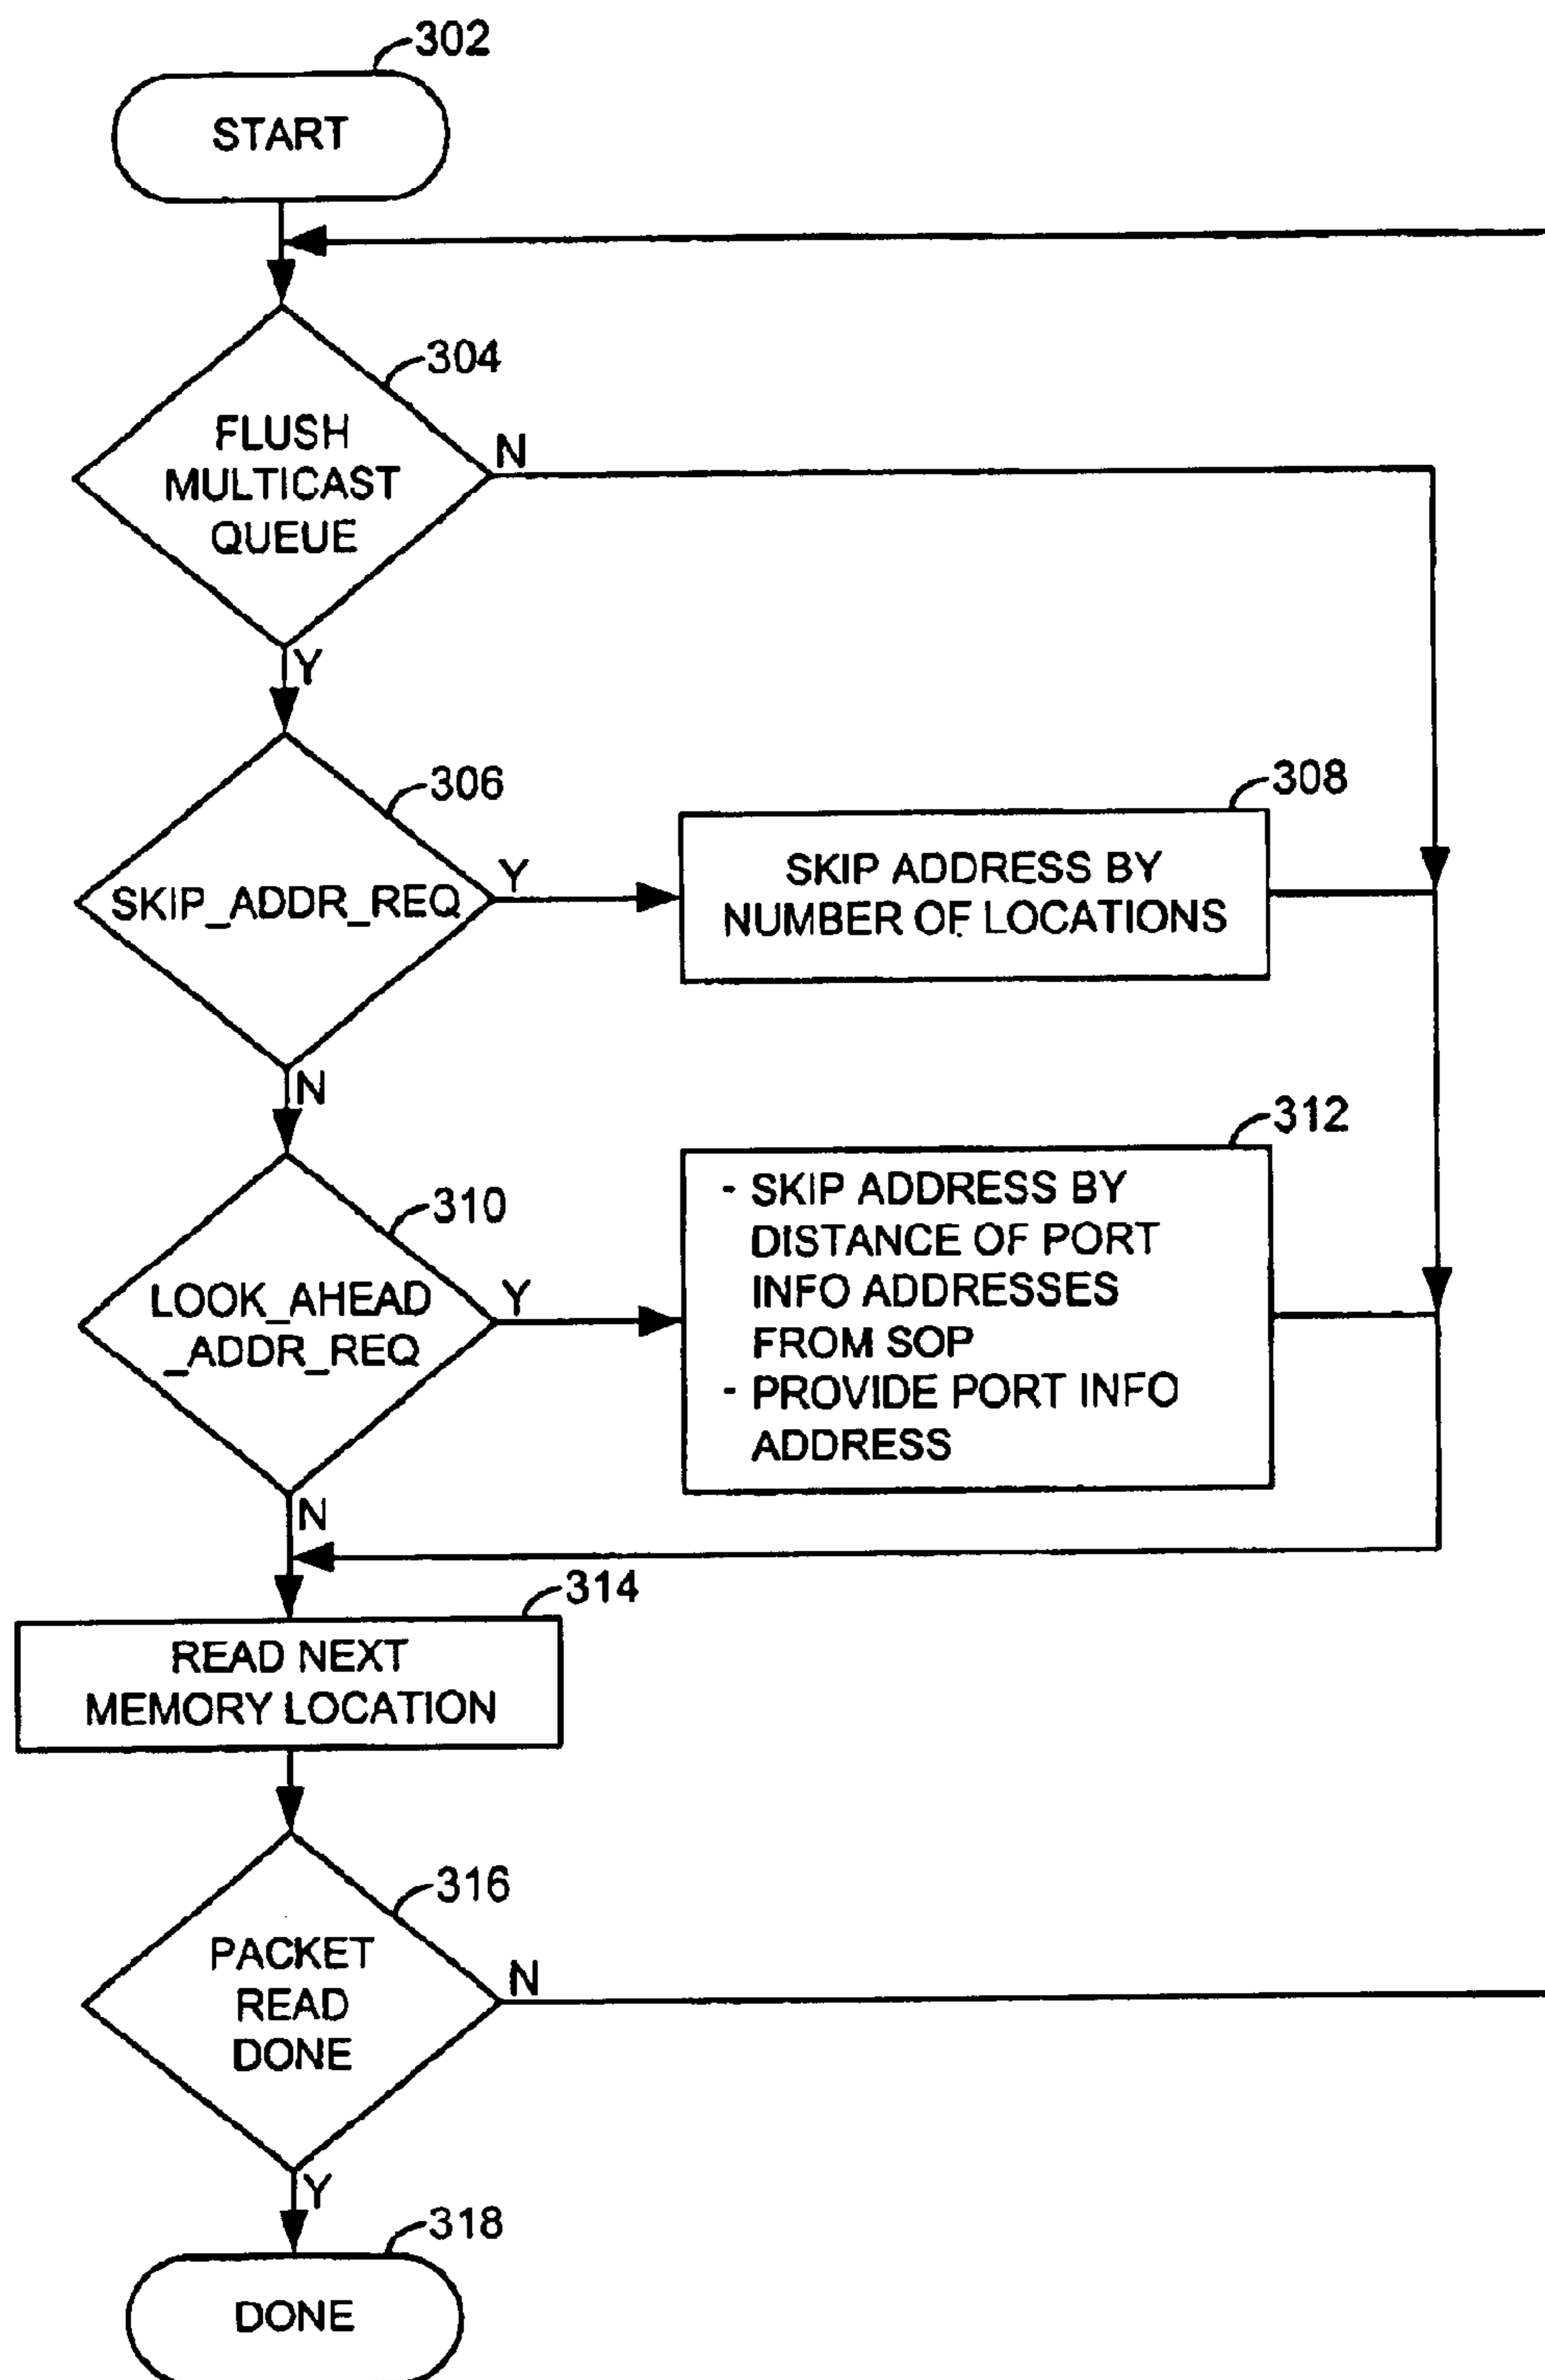 302
START
304
FLUSH
MULTICAST
QUEUE
N
Y
306
SKIP_ADDR_REQ
Y
308
SKIP ADDRESS BY
NUMBER OF LOCATIONS
N
310
LOOK_AHEAD
_ADDR_REQ
Y
312
- SKIP ADDRESS BY
DISTANCE OF PORT
INFO ADDRESSES
FROM SOP
- PROVIDE PORT INFO
ADDRESS
N
314
READ NEXT
MEMORY LOCATION
316
PACKET
READ
DONE
N
Y
318
DONE